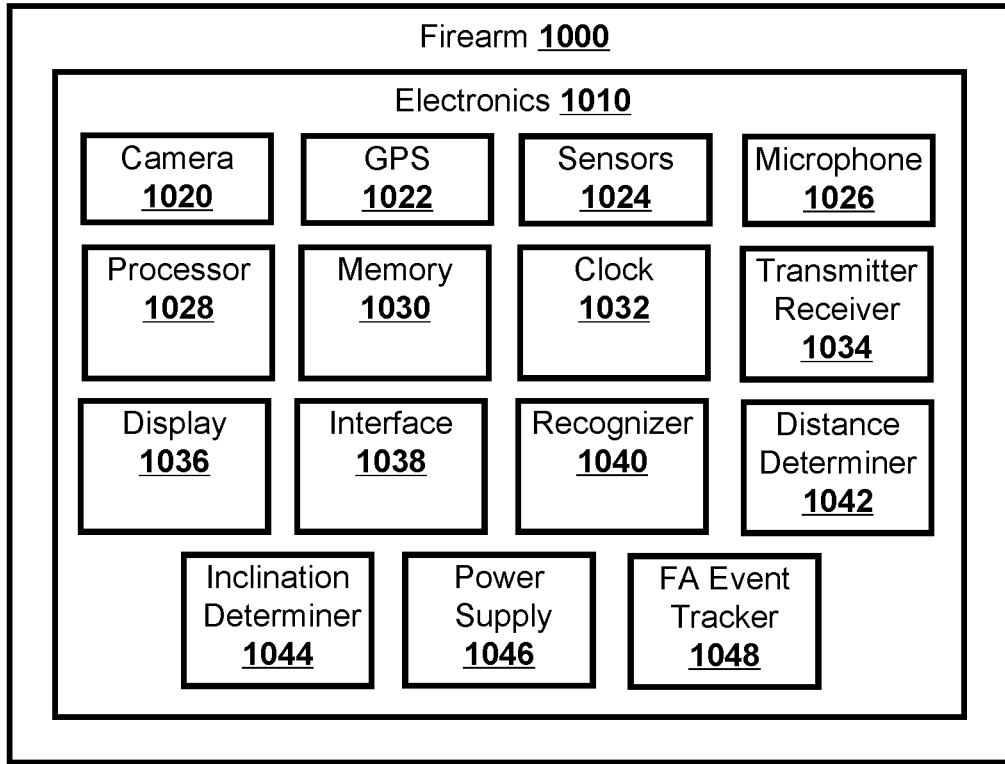 Firearm 1000
Electronics 1010
Camera
1020
GPS
1022
Sensors
1024
Microphone
1026
Processor
1028
Memory
1030
Clock
1032
Transmitter
Receiver
1034
Display
1036
Interface
1038
Recognizer
1040
Distance
Determiner
1042
Inclination
Determiner
1044
Power
Supply
1046
FA Event
Tracker
1048